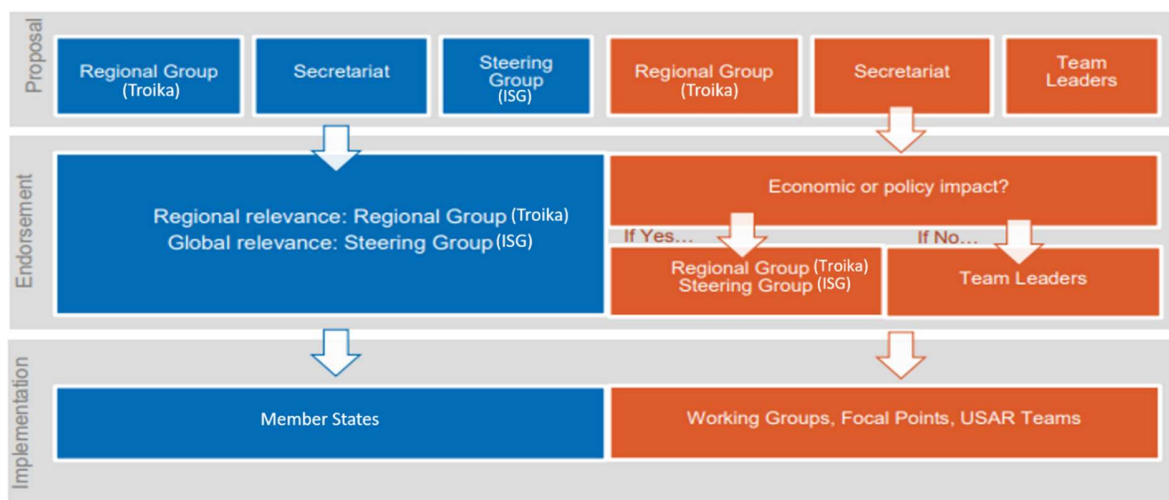 Proposal
Regional Group
(Troika)
Secretariat
Steering
Group
(ISG)
Regional Group
(Troika)
Secretariat
Team
Leaders
Endorsement
Regional relevance: Regional Group (Troika)
Global relevance: Steering Group (ISG)
Economic or policy impact?
If Yes...
If No...
Regional Group (Troika)
Steering Group (ISG)
Team Leaders
Implementation
Member States
Working Groups, Focal Points, USAR Teams